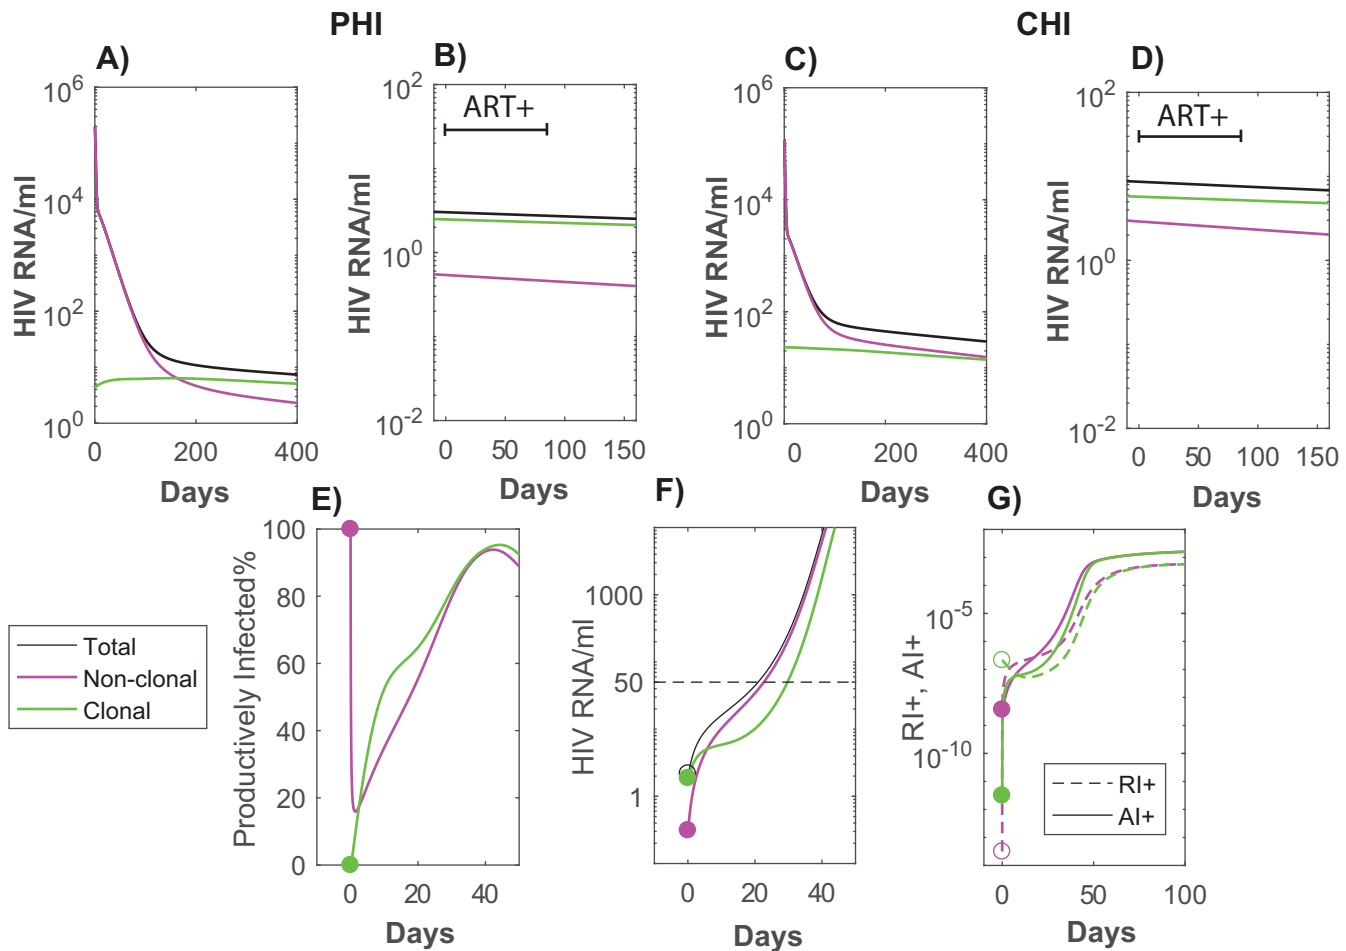 PHI
CHI
A)
B)
C)
D)
10^6
10^4
10^2
10^0
HIV RNA/ml
0
200
400
Days
10^2
10^0
10^-2
HIV RNA/ml
ART+
0
50
100
150
Days
10^6
10^4
10^2
10^0
HIV RNA/ml
0
200
400
Days
10^2
10^0
10^-2
HIV RNA/ml
ART+
0
50
100
150
Days
Total
Non-clonal
Clonal
E)
100
80
60
40
20
0
Productively Infected%
0
20
40
Days
F)
1000
50
1
HIV RNA/ml
0
20
40
Days
G)
10^-5
10^-10
RI+, AI+
RI+
AI+
0
50
100
Days